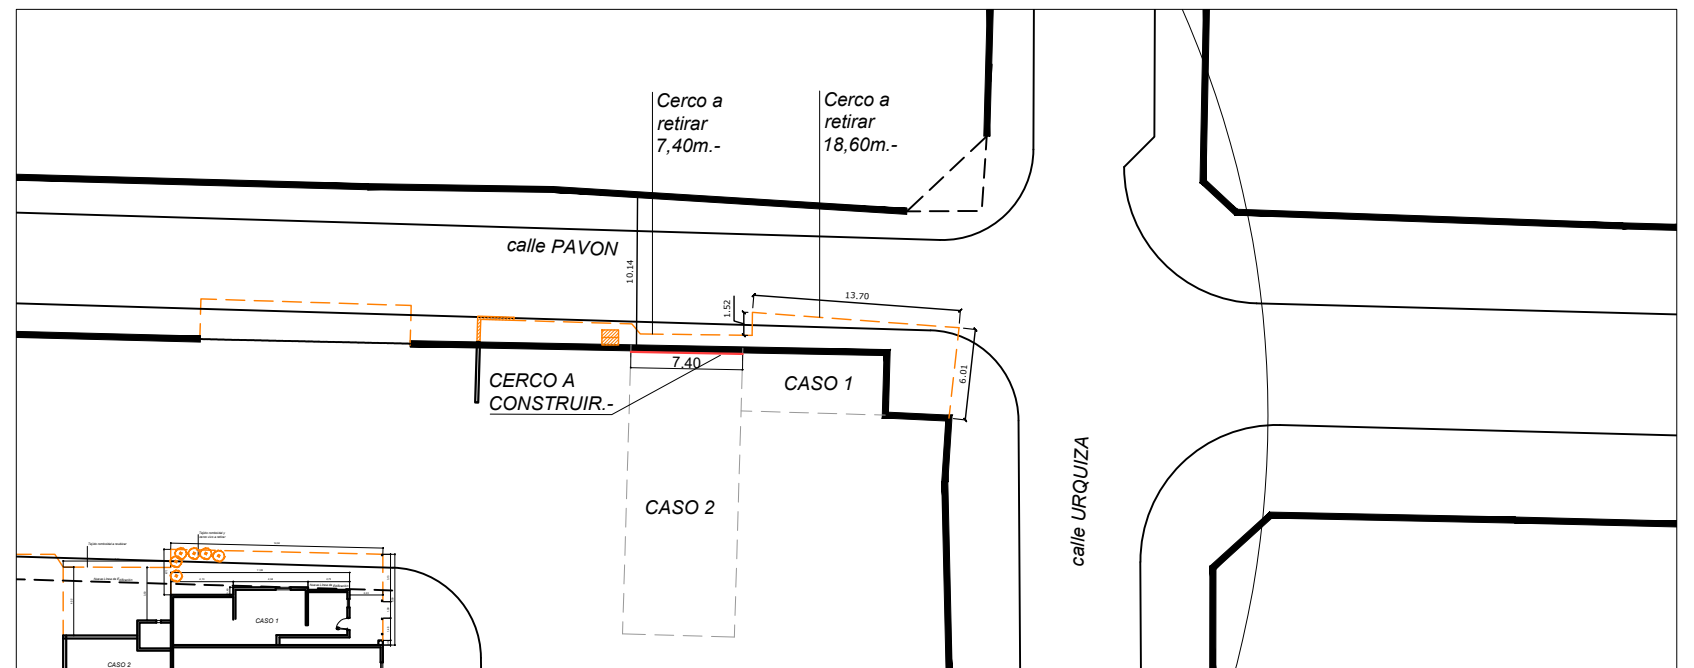 Cerco a
retirar
7,40m.-
Cerco a
retirar
18,60m.-
calle PAVON
10.14
1.52
13.70
6.01
7.40
CERCO A
CONSTRUIR.-
CASO 1
CASO 2
calle URQUIZA
CASO 1
CASO 2